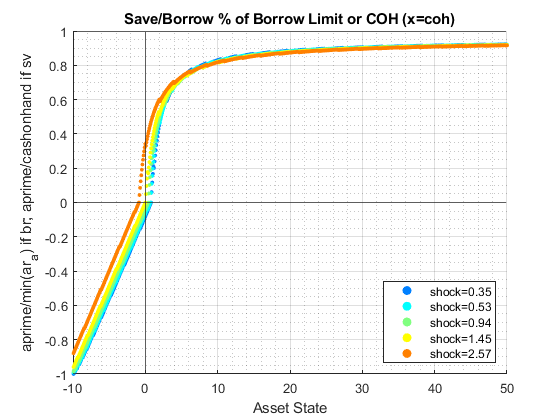 Save/Borrow % of Borrow Limit or COH (x=coh)
aprime/min(ar_a) if br; aprime/cashonhand if sv
1
0.8
0.6
0.4
0.2
0
-0.2
-0.4
-0.6
-0.8
-1
shock=0.35
shock=0.53
shock=0.94
shock=1.45
shock=2.57
-10 0 10 20 30 40 50
Asset State